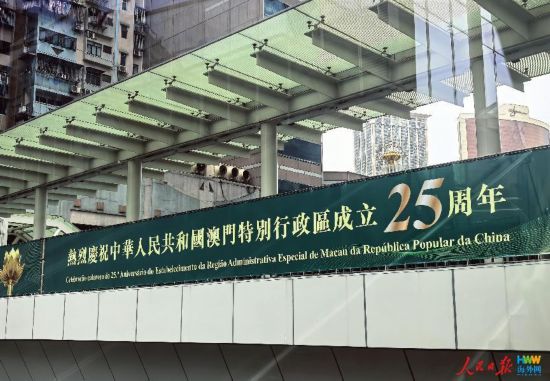 熱烈慶祝中華人民共和國澳門特別行政區成立25周年
Celebração calorosa do 25.º Aniversário do Estabelecimento da Região Administrativa Especial de Macau da República Popular da China
人民日报 海外网